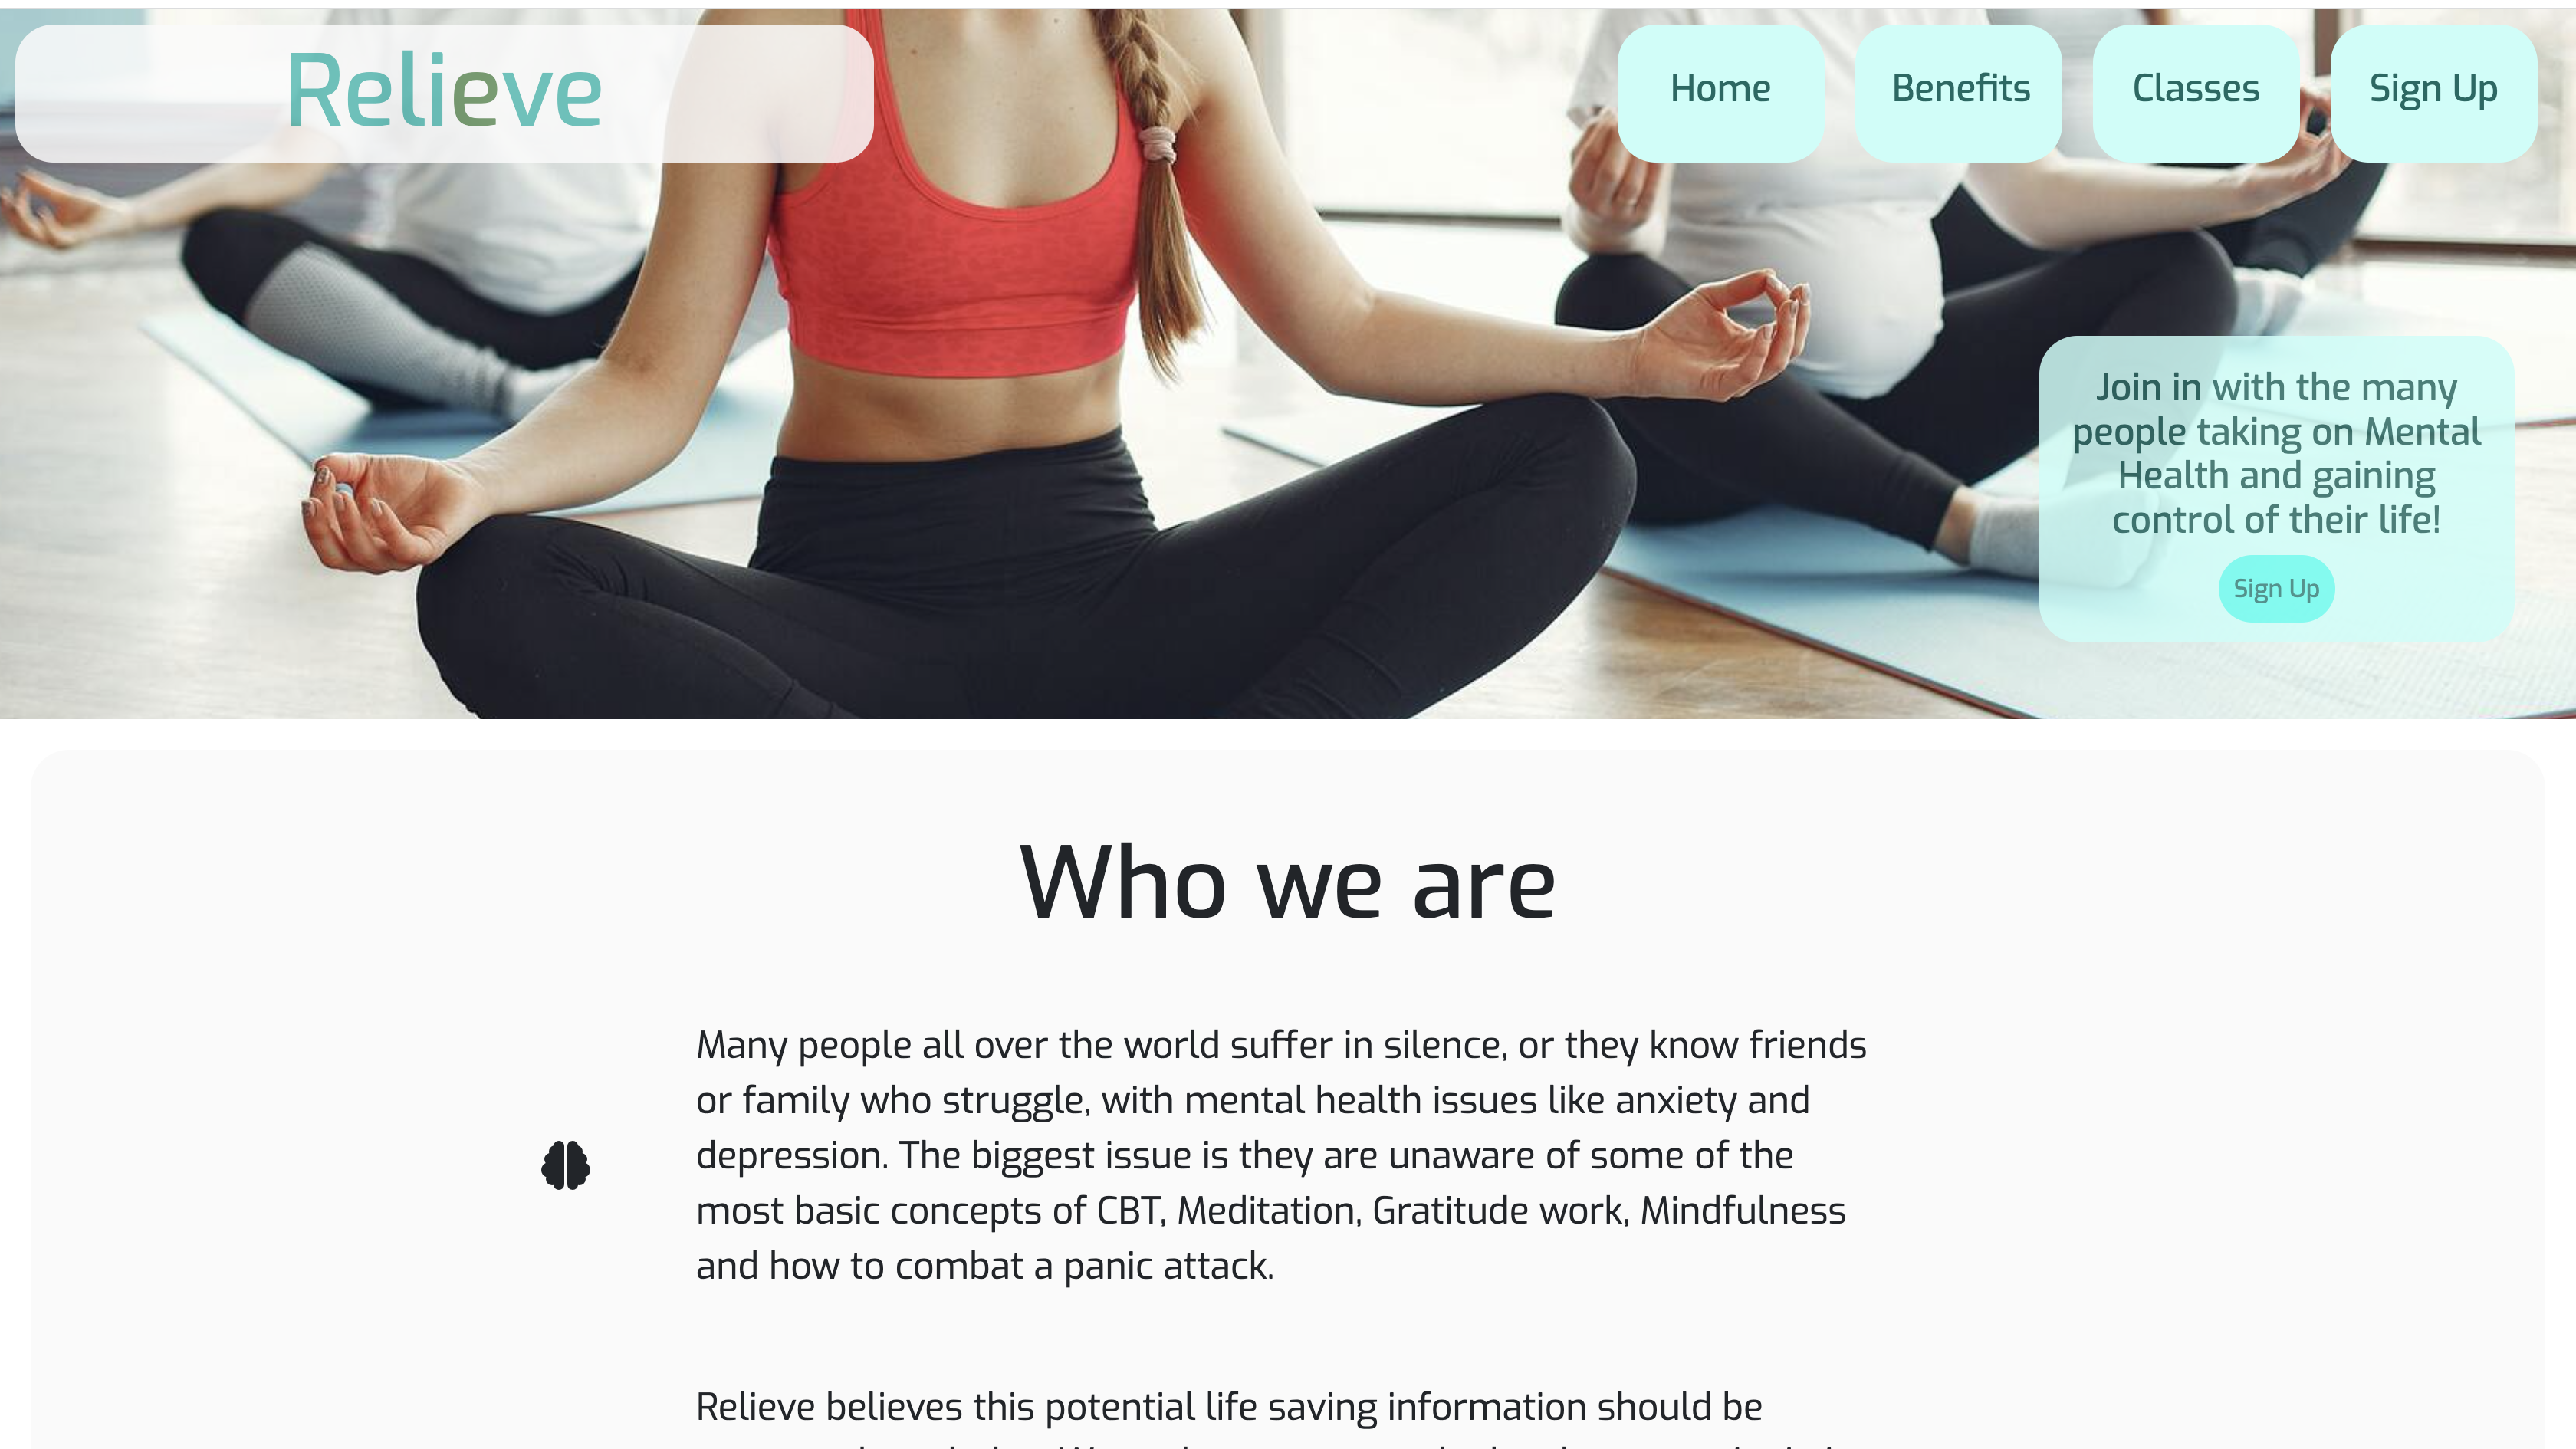 Relieve
Home
Benefits
Classes
Sign Up
Join in with the many
people taking on Mental
Health and gaining
control of their life!
Sign Up
Who we are
Many people all over the world suffer in silence, or they know friends
or family who struggle, with mental health issues like anxiety and
depression. The biggest issue is they are unaware of some of the
most basic concepts of CBT, Meditation, Gratitude work, Mindfulness
and how to combat a panic attack.
Relieve believes this potential life saving information should be